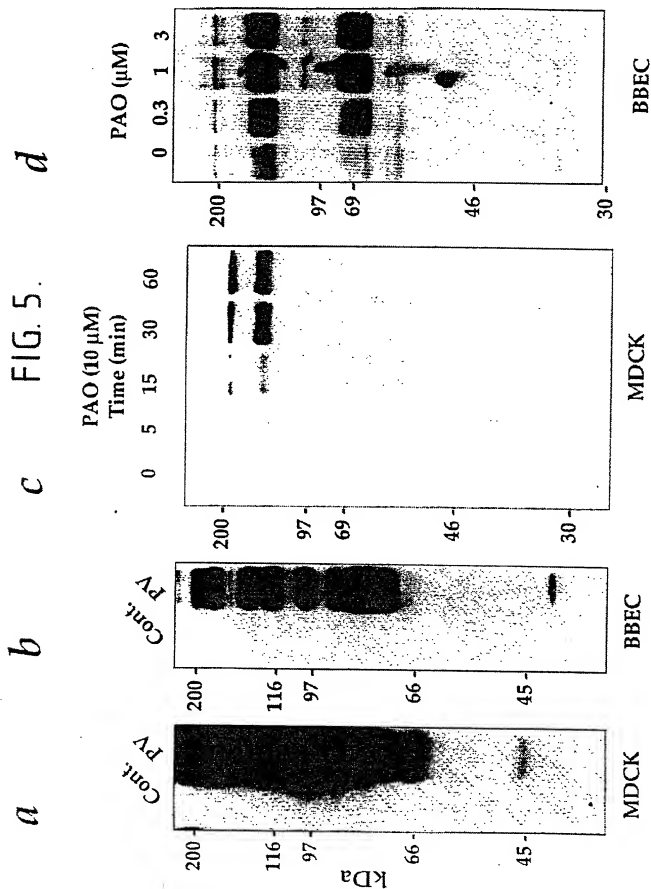 FIG. 5.
a
Cont.
PV
kDa
200
116
97
66
45
MDCK
b
Cont.
PV
200
116
97
66
45
BBEC
c
PAO (10 μM)
Time (min)
0 5 15 30 60
200
97
69
46
30
MDCK
d
PAO (μM)
0 0.3 1 3
200
97
69
46
30
BBEC